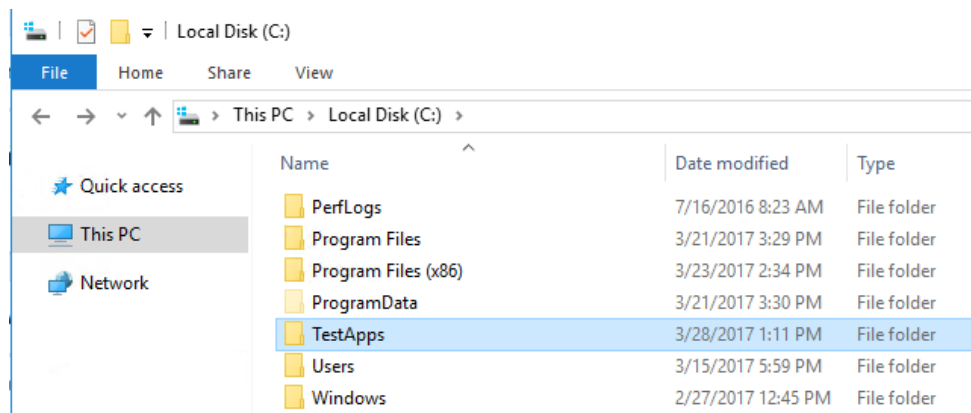 Local Disk (C:)
File Home Share View
This PC > Local Disk (C:) >
Name Date modified Type
Quick access
This PC
Network
PerfLogs 7/16/2016 8:23 AM File folder
Program Files 3/21/2017 3:29 PM File folder
Program Files (x86) 3/23/2017 2:34 PM File folder
ProgramData 3/21/2017 3:30 PM File folder
TestApps 3/28/2017 1:11 PM File folder
Users 3/15/2017 5:59 PM File folder
Windows 2/27/2017 12:45 PM File folder